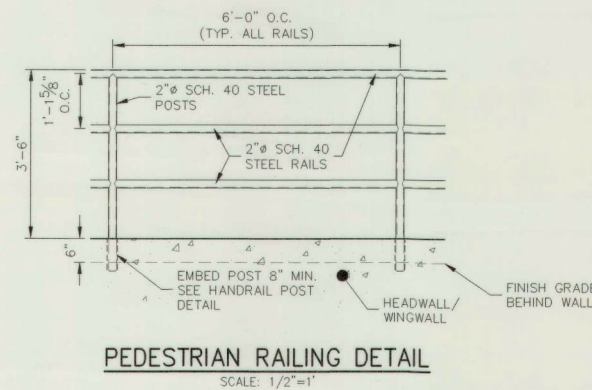 6'-0" O.C.
(TYP. ALL RAILS)
3'-6"
1'-1⅝"
O.C.
2"ø SCH. 40 STEEL
POSTS
2"ø SCH. 40
STEEL RAILS
6"
EMBED POST 8" MIN.
SEE HANDRAIL POST
DETAIL
HEADWALL/
WINGWALL
FINISH GRADE
BEHIND WALL
PEDESTRIAN RAILING DETAIL
SCALE: 1/2"=1'